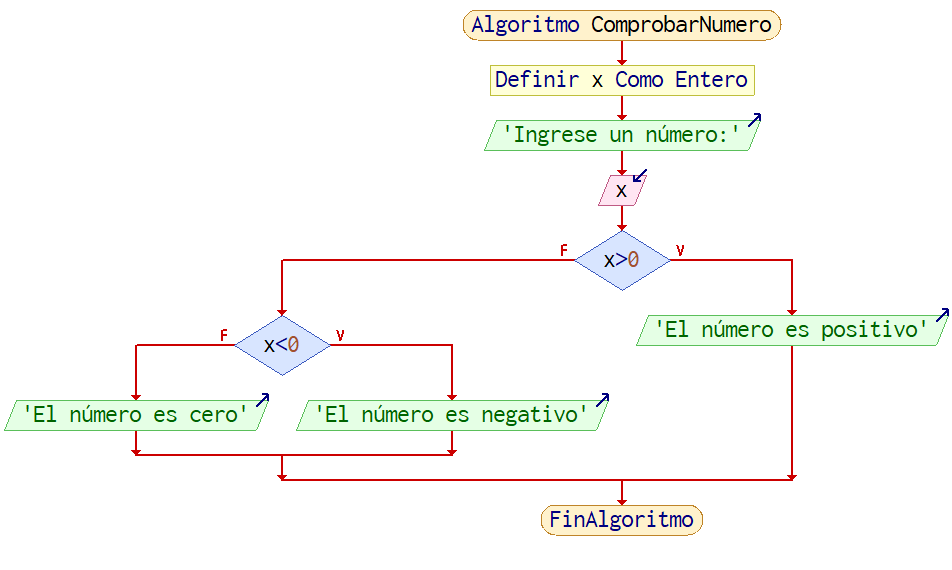 Algoritmo ComprobarNumero
Definir x Como Entero
'Ingrese un número:'
x
F
V
x>0
'El número es positivo'
F
V
x<0
'El número es cero'
'El número es negativo'
FinAlgoritmo